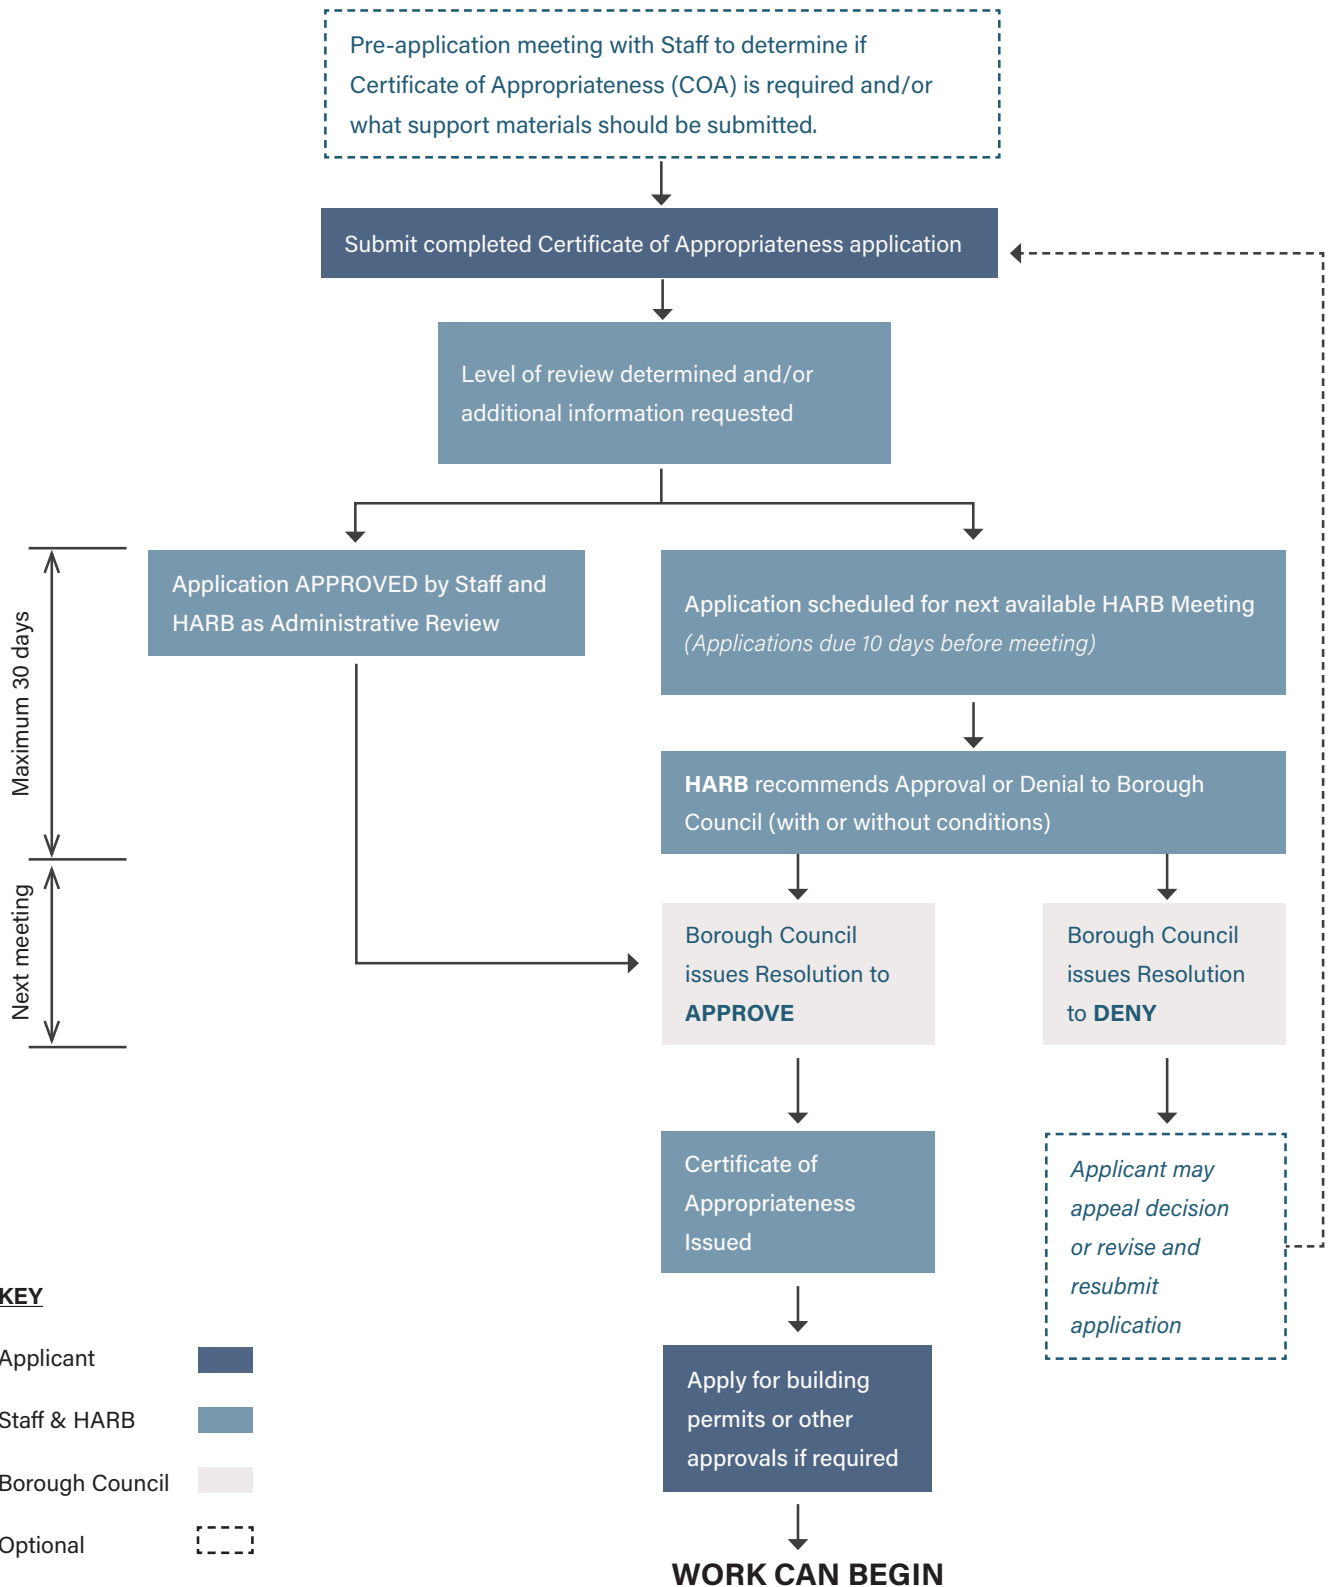 Pre-application meeting with Staff to determine if
Certificate of Appropriateness (COA) is required and/or
what support materials should be submitted.
Submit completed Certificate of Appropriateness application
Level of review determined and/or
additional information requested
Maximum 30 days
Application APPROVED by Staff and
HARB as Administrative Review
Application scheduled for next available HARB Meeting
(Applications due 10 days before meeting)
HARB recommends Approval or Denial to Borough
Council (with or without conditions)
Next meeting
Borough Council
issues Resolution to
APPROVE
Borough Council
issues Resolution
to DENY
Certificate of
Appropriateness
Issued
Applicant may
appeal decision
or revise and
resubmit
application
Apply for building
permits or other
approvals if required
WORK CAN BEGIN
KEY
Applicant
Staff & HARB
Borough Council
Optional